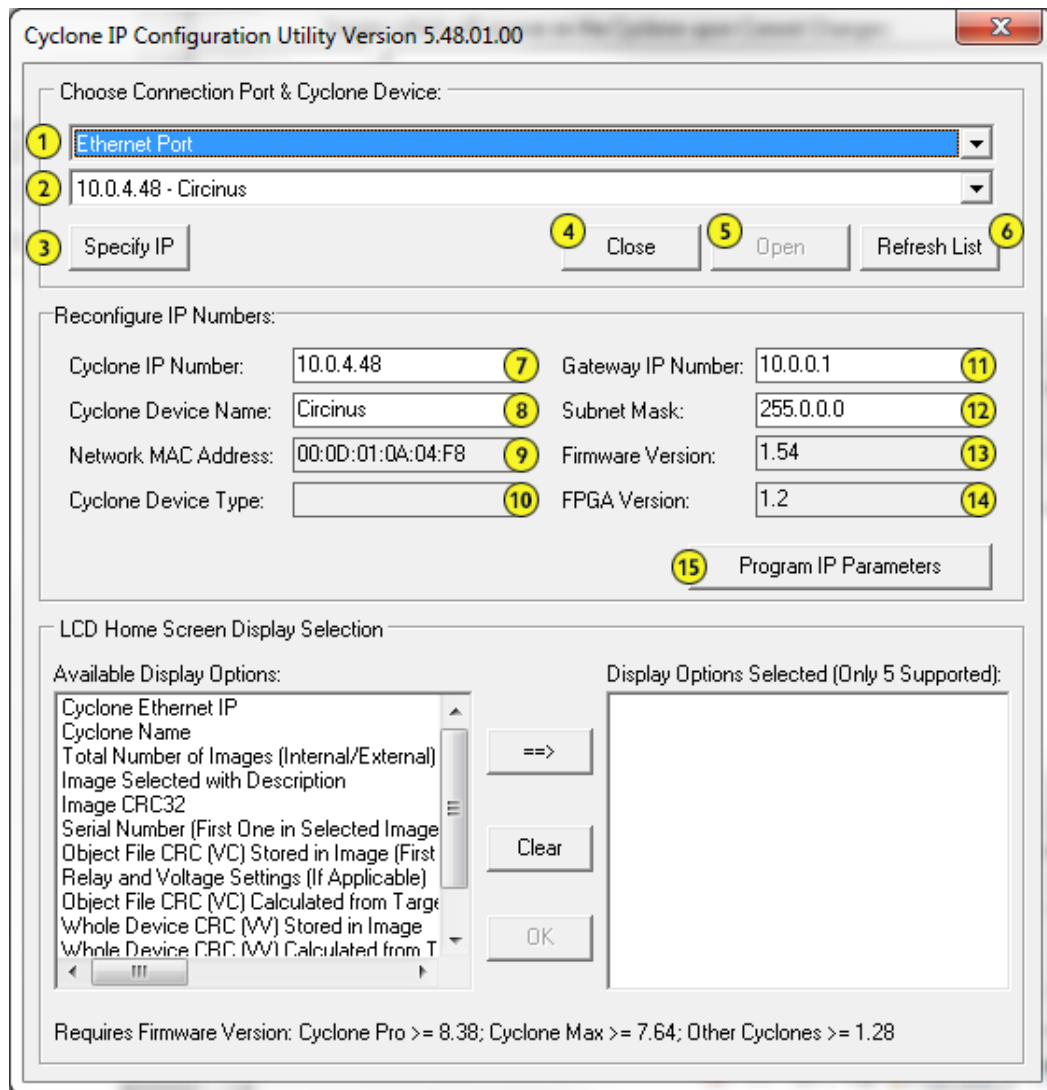 Cyclone IP Configuration Utility Version 5.48.01.00
Choose Connection Port & Cyclone Device:
1 Ethernet Port
2 10.0.4.48 - Circinus
3 Specify IP 4 Close 5 Open Refresh List 6
Reconfigure IP Numbers:
Cyclone IP Number: 10.0.4.48 7 Gateway IP Number: 10.0.0.1 11
Cyclone Device Name: Circinus 8 Subnet Mask: 255.0.0.0 12
Network MAC Address: 00:0D:01:0A:04:F8 9 Firmware Version: 1.54 13
Cyclone Device Type: 10 FPGA Version: 1.2 14
15 Program IP Parameters
LCD Home Screen Display Selection
Available Display Options: Display Options Selected (Only 5 Supported):
Cyclone Ethernet IP
Cyclone Name
Total Number of Images (Internal/External)
Image Selected with Description
Image CRC32
Serial Number (First One in Selected Image
Object File CRC (VC) Stored in Image (First
Relay and Voltage Settings (If Applicable)
Object File CRC (VC) Calculated from Targe
Whole Device CRC (VV) Stored in Image
Whole Device CRC (VV) Calculated from T
==>
Clear
OK
Requires Firmware Version: Cyclone Pro >= 8.38; Cyclone Max >= 7.64; Other Cyclones >= 1.28